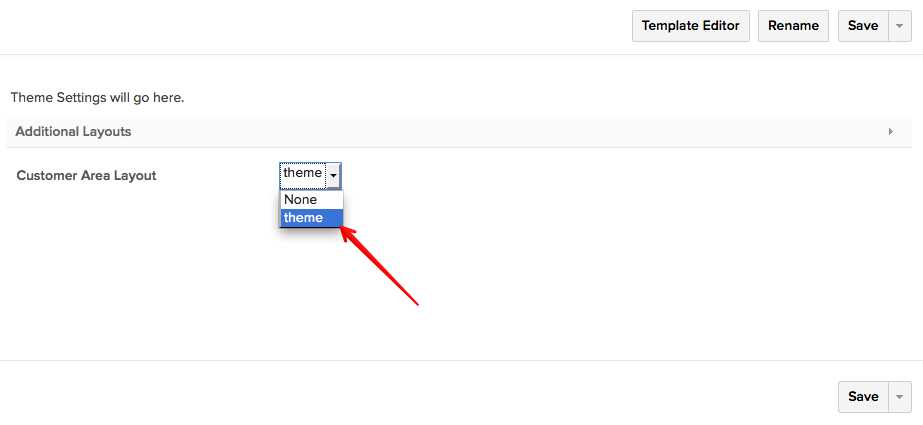 Template Editor Rename Save
Theme Settings will go here.
Additional Layouts
Customer Area Layout theme
None
theme
Save